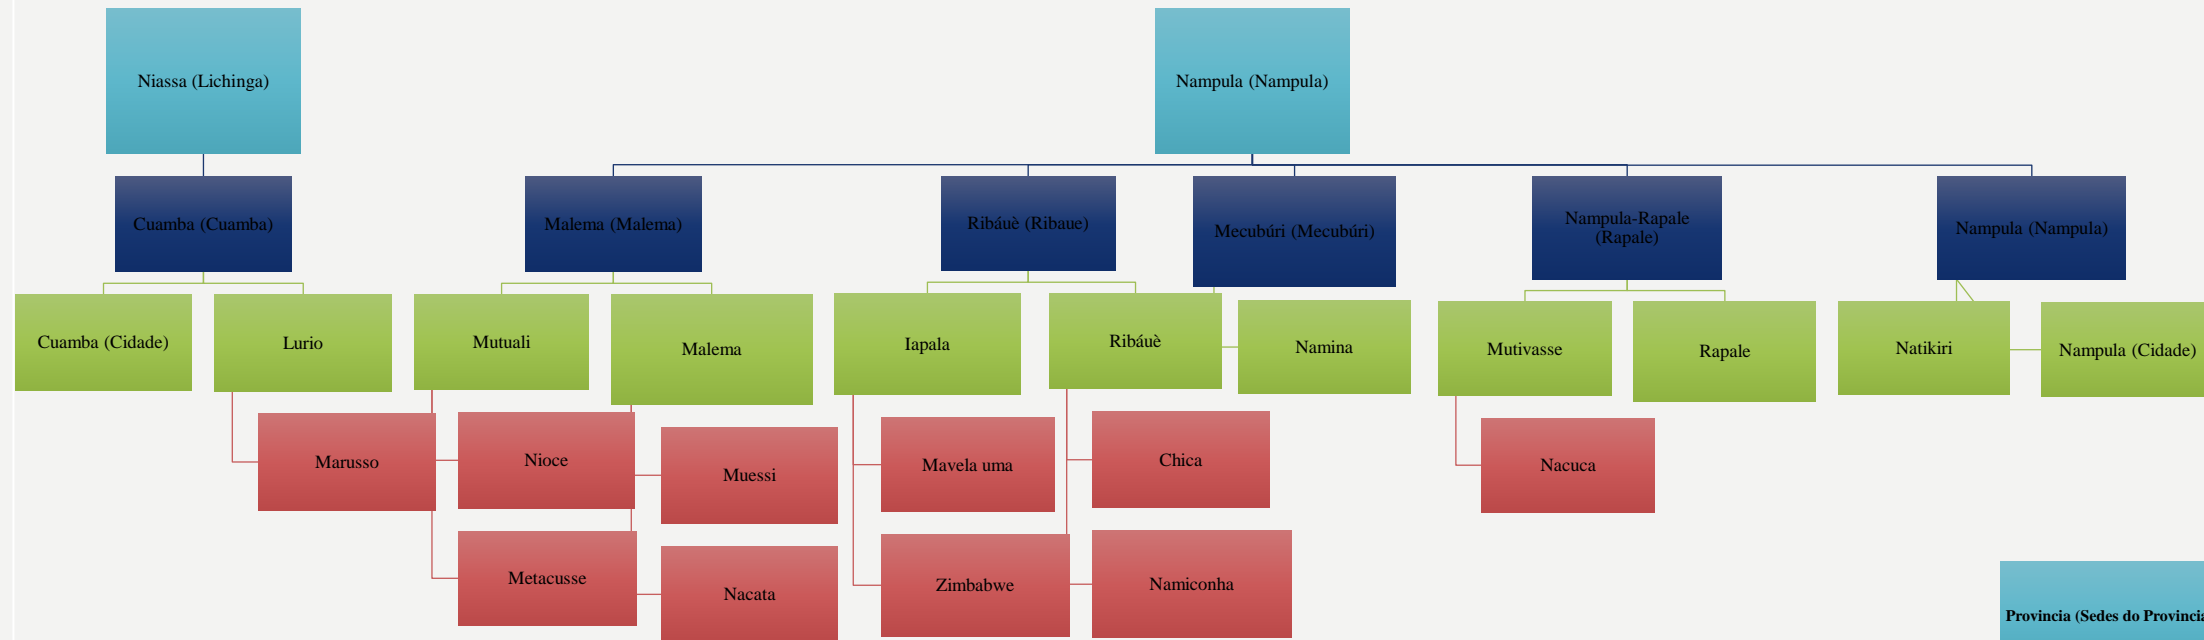 Niassa (Lichinga)
Nampula (Nampula)
Cuamba (Cuamba)
Malema (Malema)
Ribáuè (Ribaue)
Mecubúri (Mecubúri)
Nampula-Rapale
(Rapale)
Nampula (Nampula)
Cuamba (Cidade)
Lurio
Mutuali
Malema
Iapala
Ribáuè
Namina
Mutivasse
Rapale
Natikiri
Nampula (Cidade)
Marusso
Nioce
Muessi
Mavela uma
Chica
Nacuca
Metacusse
Nacata
Zimbabwe
Namiconha
Provincia (Sedes do Provincia